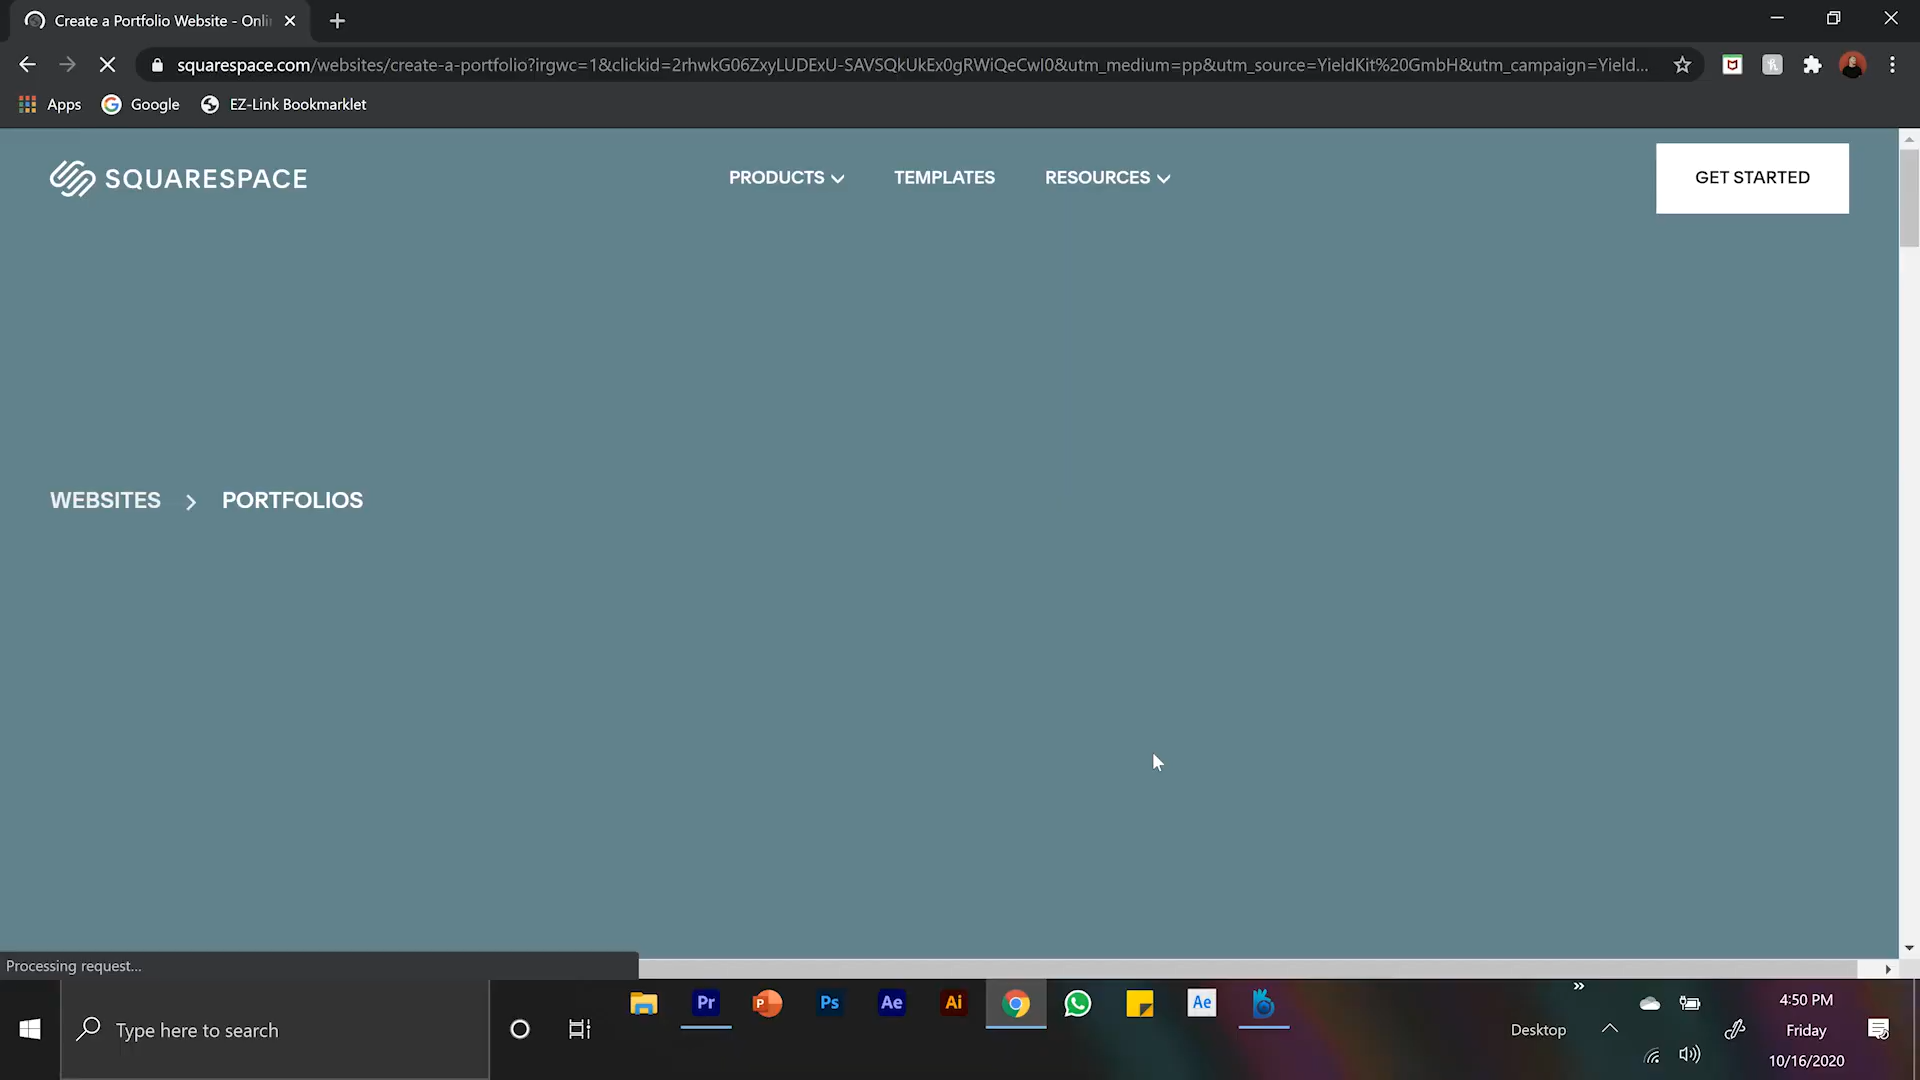 Create a Portfolio Website - Onli
squarespace.com/websites/create-a-portfolio?irgwc=1&clickid=2rhwkG06ZxyLUDExU-SAVSQkUkEx0gRWiQeCwI0&utm_medium=pp&utm_source=YieldKit%20GmbH&utm_campaign=Yield...
Apps Google EZ-Link Bookmarklet
SQUARESPACE PRODUCTS TEMPLATES RESOURCES GET STARTED
WEBSITES > PORTFOLIOS
Processing request...
Type here to search
Pr P Ps Ae Ai Ae
Desktop
4:50 PM
Friday
10/16/2020